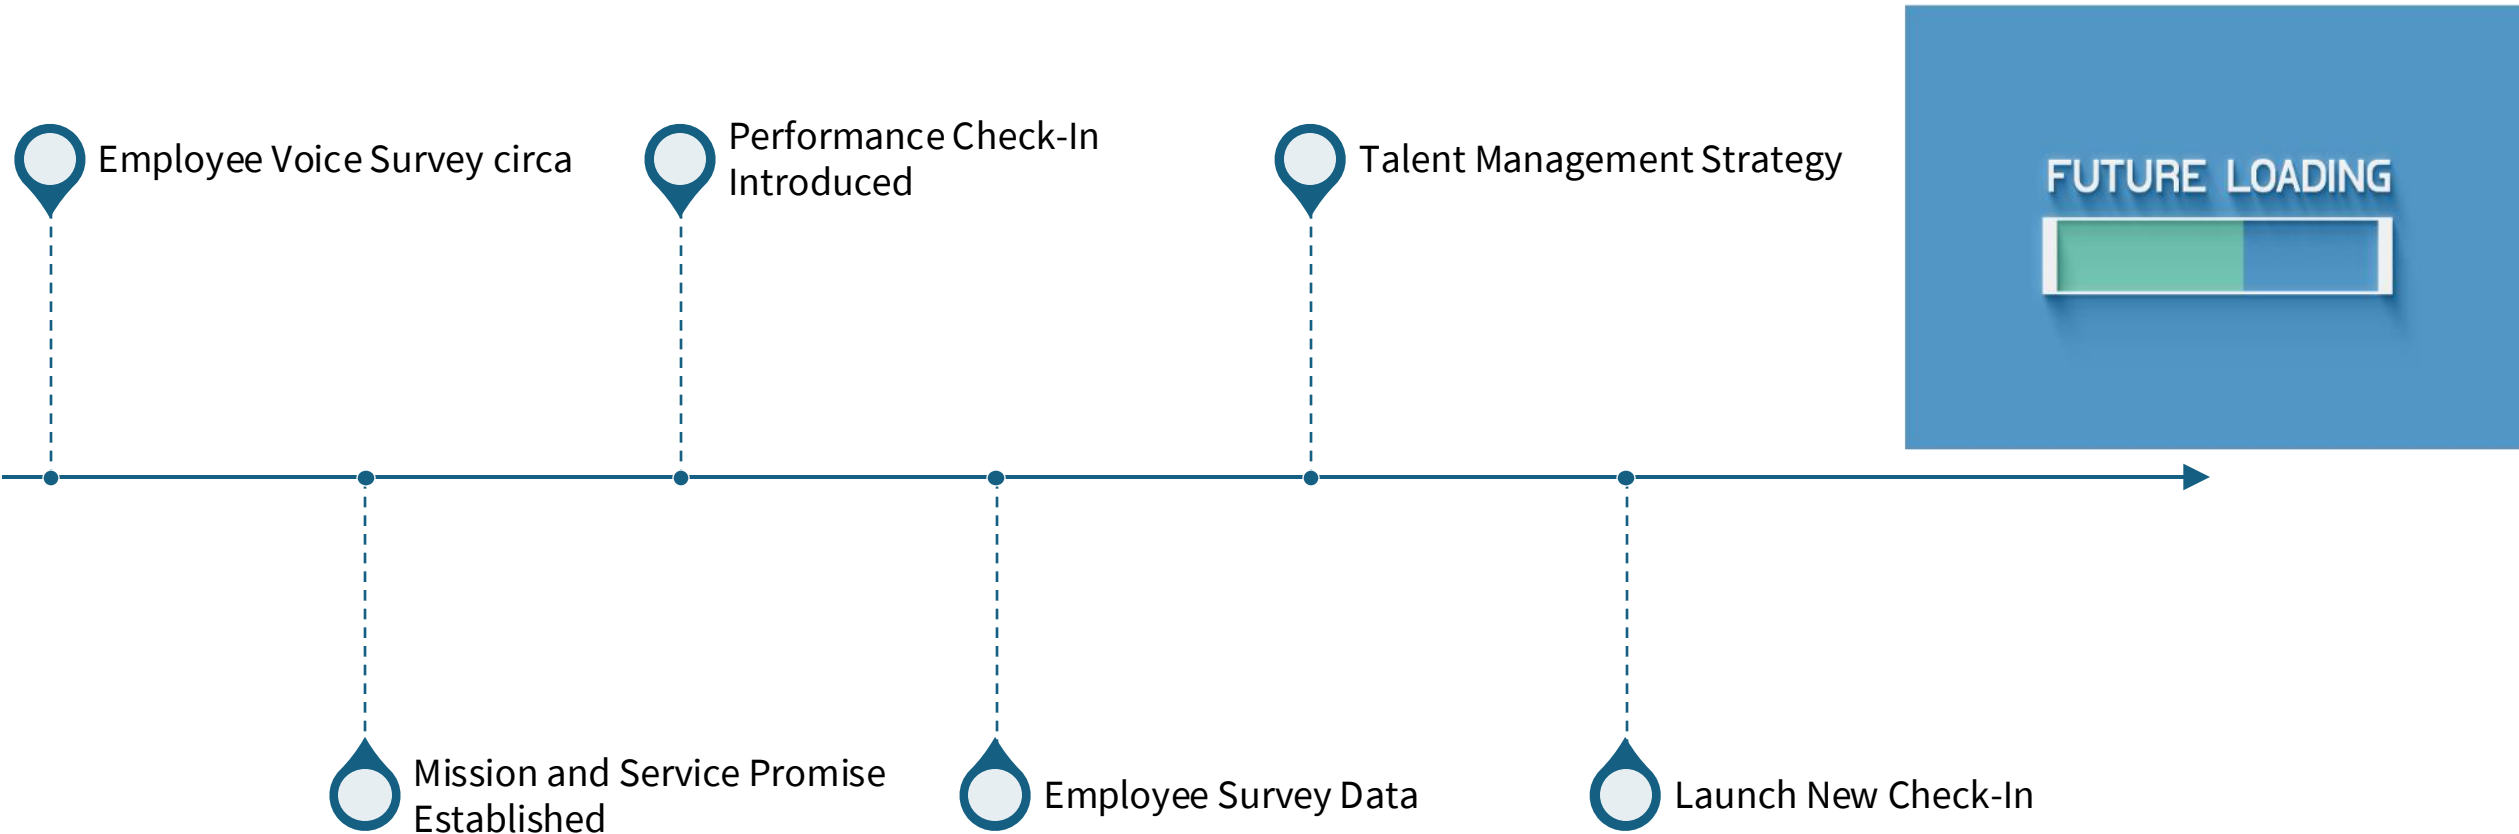 Employee Voice Survey circa
Mission and Service Promise
Established
Performance Check-In
Introduced
Employee Survey Data
Talent Management Strategy
Launch New Check-In
FUTURE LOADING